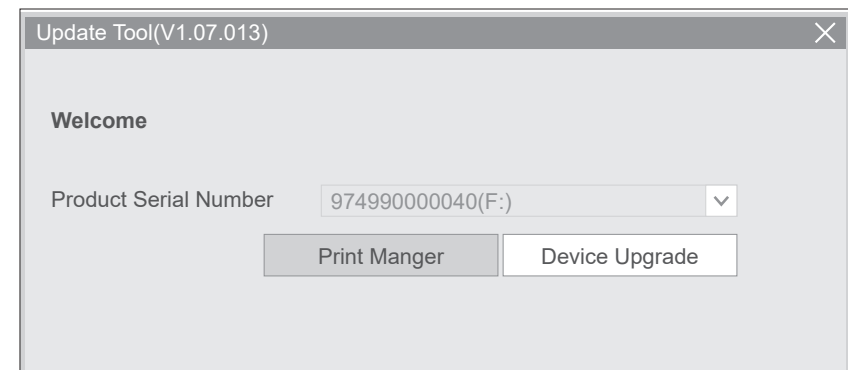 Update Tool(V1.07.013)
Welcome
Product Serial Number 974990000040(F:)
Print Manger Device Upgrade